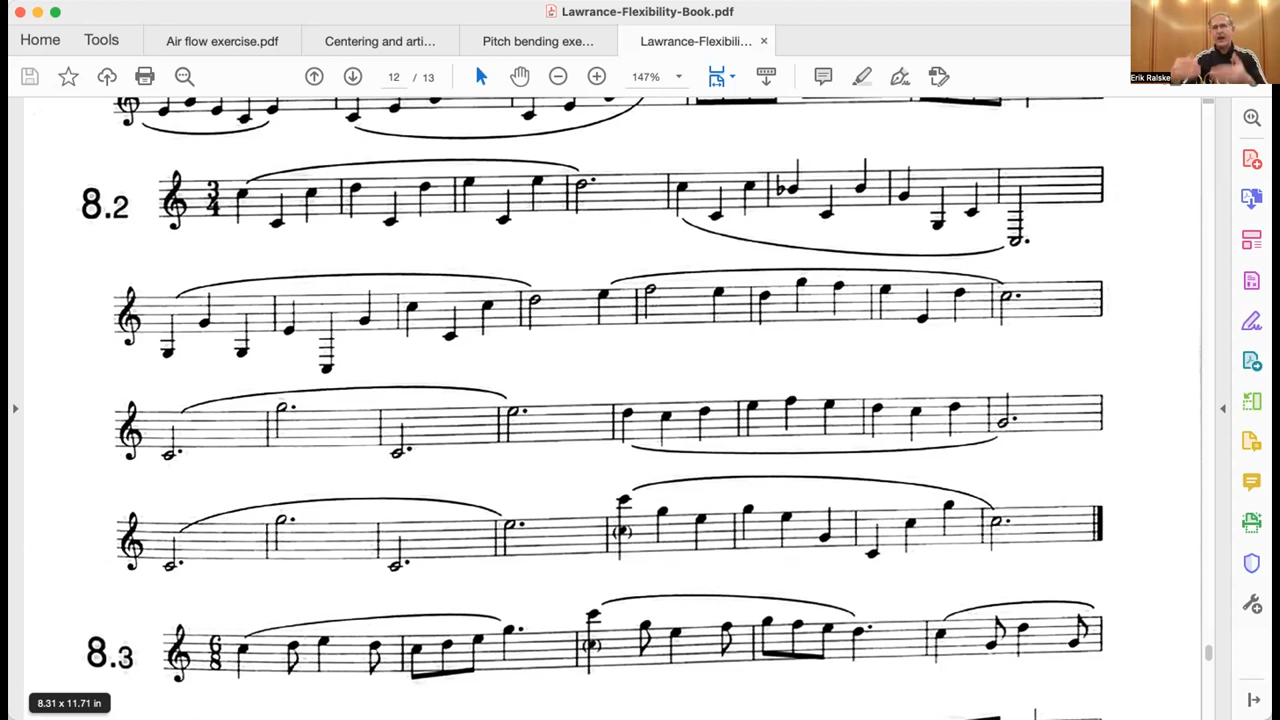 Lawrance-Flexibility-Book.pdf
Home
Tools
Air flow exercise.pdf
Centering and arti...
Pitch bending exe...
Lawrance-Flexibili...
12 / 13
147%
Erik Ralske
8.2
3
4
8.3
6
8
8.31 x 11.71 in